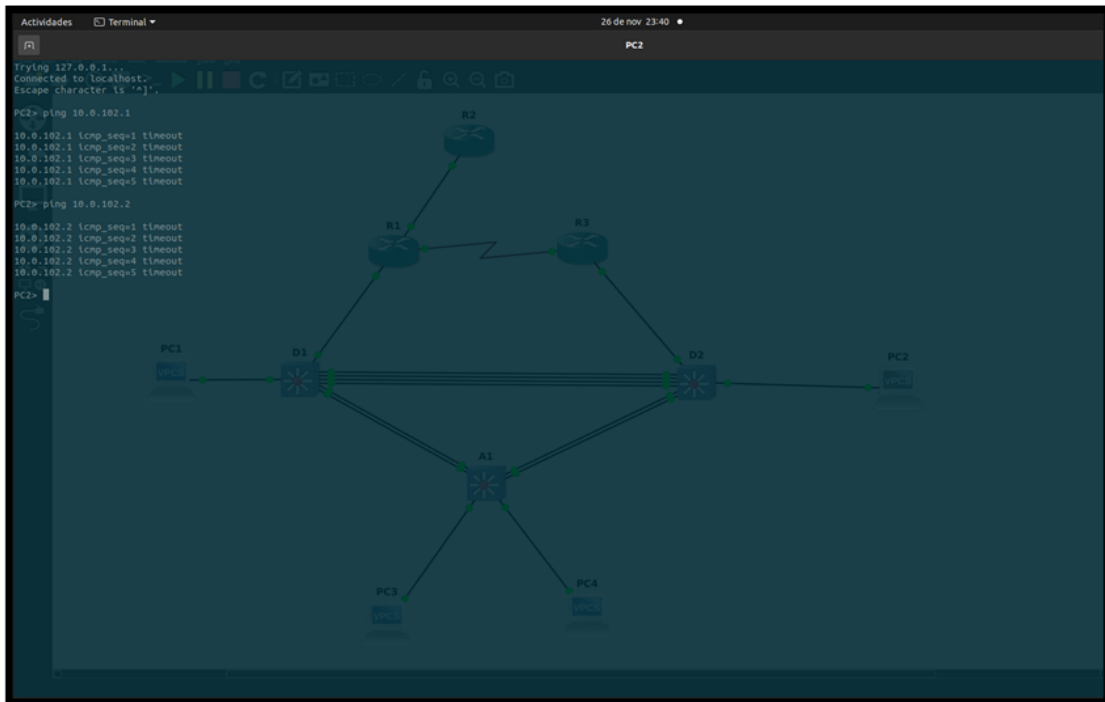 Actividades Terminal 26 de nov 23:40
PC2
Trying 127.0.0.1...
Connected to localhost.
Escape character is '^]'.
PC2> ping 10.0.102.1
10.0.102.1 icmp_seq=1 timeout
10.0.102.1 icmp_seq=2 timeout
10.0.102.1 icmp_seq=3 timeout
10.0.102.1 icmp_seq=4 timeout
10.0.102.1 icmp_seq=5 timeout
PC2> ping 10.0.102.2
10.0.102.2 icmp_seq=1 timeout
10.0.102.2 icmp_seq=2 timeout
10.0.102.2 icmp_seq=3 timeout
10.0.102.2 icmp_seq=4 timeout
10.0.102.2 icmp_seq=5 timeout
PC2>
R2
R1
R3
PC1
D1
D2
PC2
VPCS
VPCS
A1
PC3
PC4
VPCS
VPCS